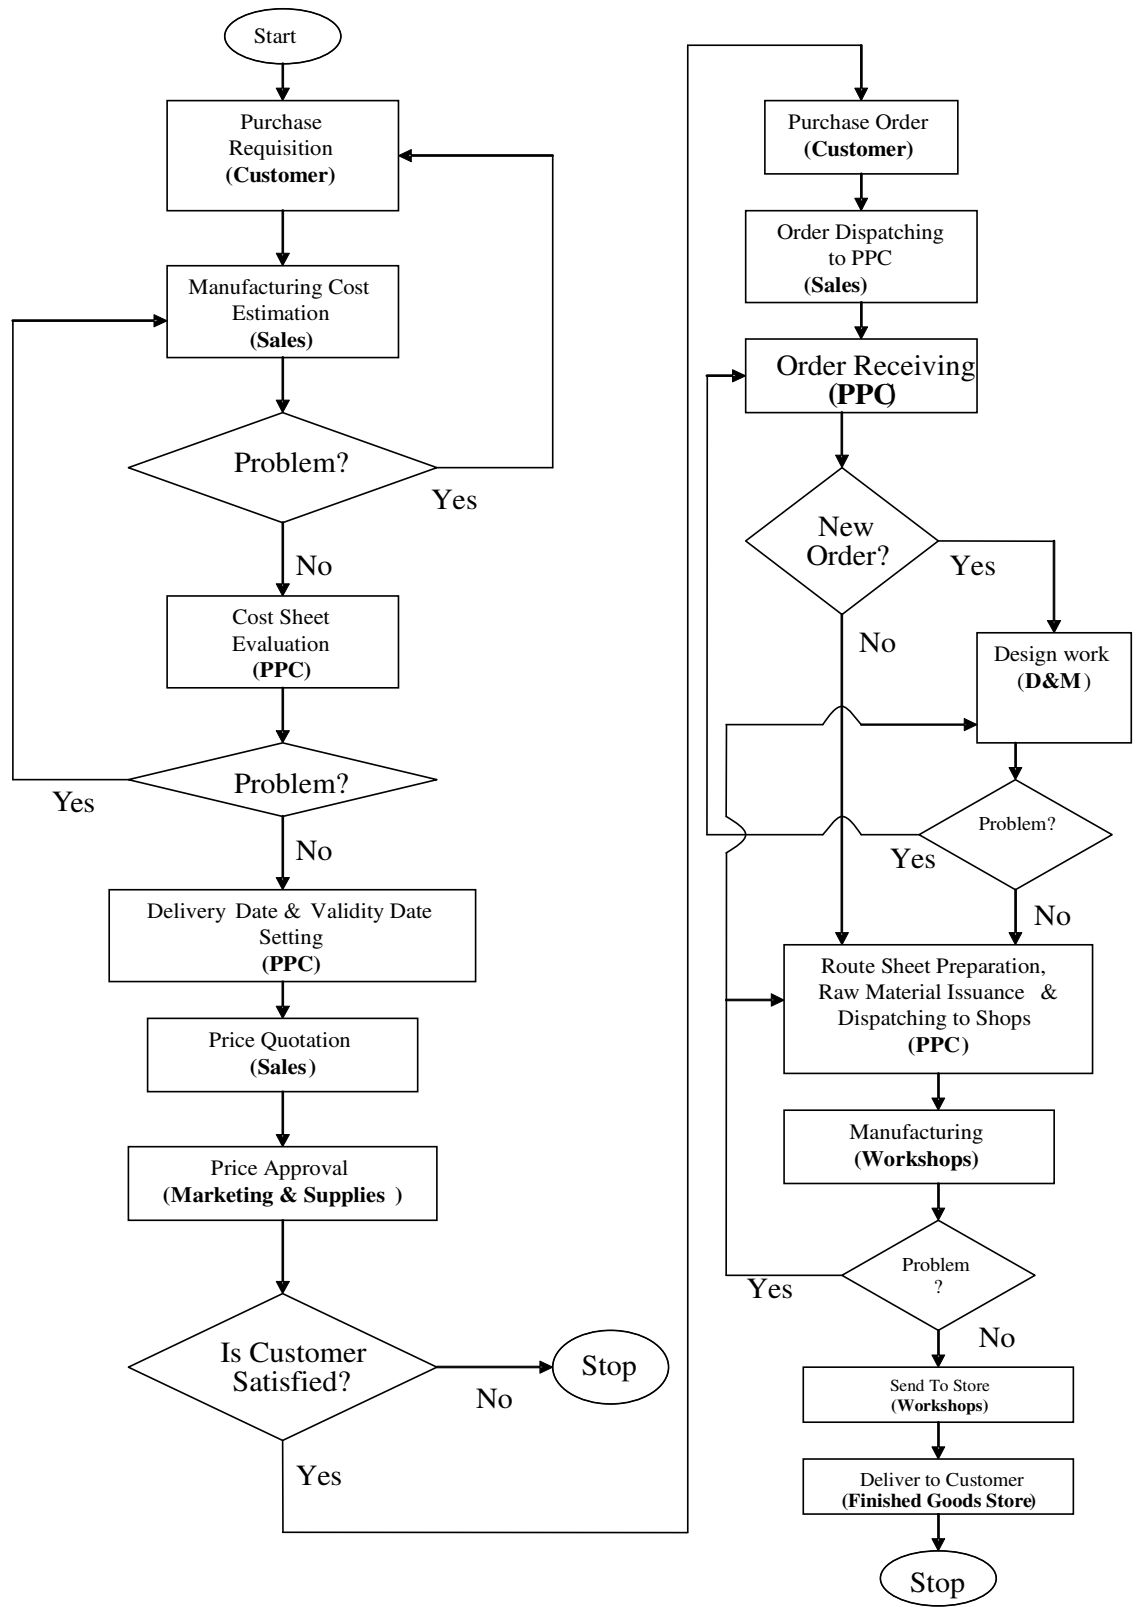 Start
Purchase
Requisition
(Customer)
Manufacturing Cost
Estimation
(Sales)
Problem?
Yes
No
Cost Sheet
Evaluation
(PPC)
Problem?
Yes
No
Delivery Date & Validity Date
Setting
(PPC)
Price Quotation
(Sales)
Price Approval
(Marketing & Supplies )
Is Customer
Satisfied?
No
Stop
Yes
Purchase Order
(Customer)
Order Dispatching
to PPC
(Sales)
Order Receiving
(PPC)
New
Order?
Yes
No
Design work
(D&M )
Problem?
Yes
No
Route Sheet Preparation,
Raw Material Issuance &
Dispatching to Shops
(PPC)
Manufacturing
(Workshops)
Problem
?
Yes
No
Send To Store
(Workshops)
Deliver to Customer
(Finished Goods Store)
Stop